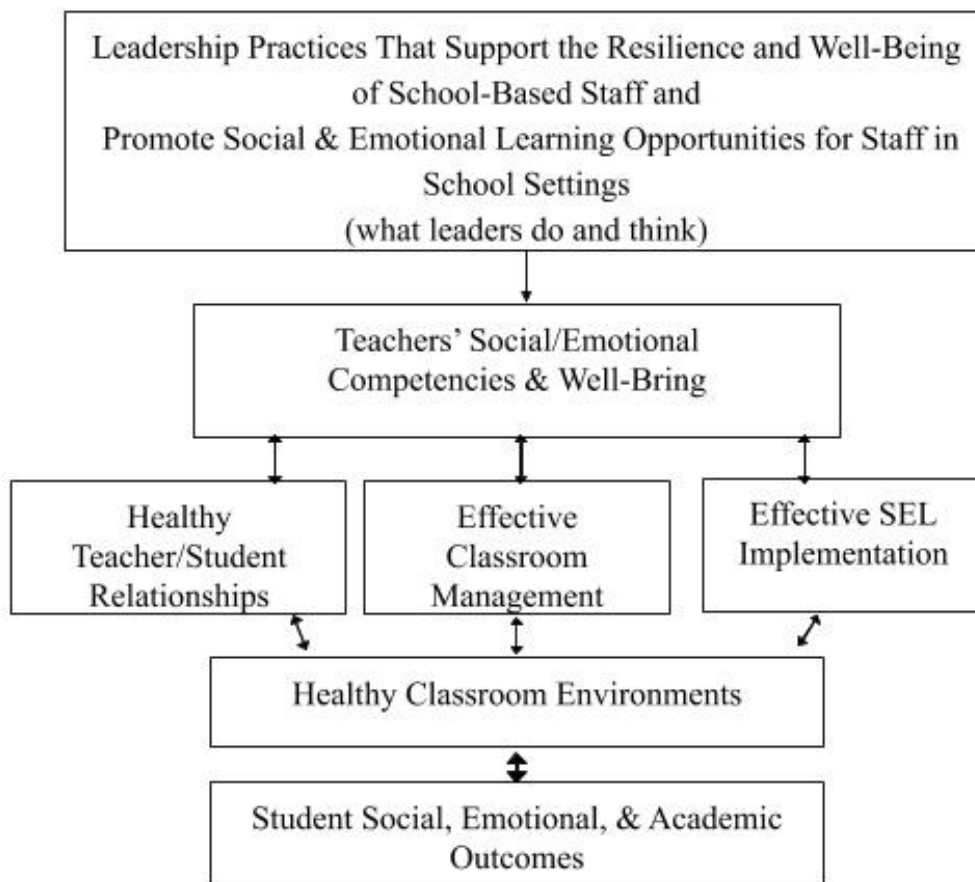 Leadership Practices That Support the Resilience and Well-Being
of School-Based Staff and
Promote Social & Emotional Learning Opportunities for Staff in
School Settings
(what leaders do and think)
Teachers' Social/Emotional
Competencies & Well-Bring
Healthy
Teacher/Student
Relationships
Effective
Classroom
Management
Effective SEL
Implementation
Healthy Classroom Environments
Student Social, Emotional, & Academic
Outcomes